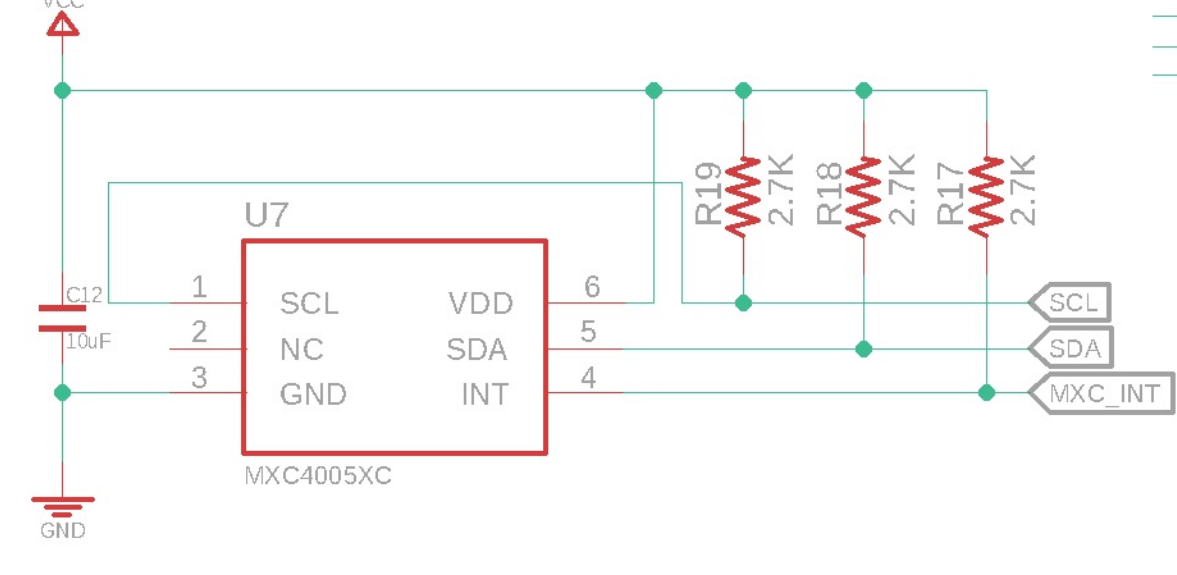 VCC
R19
2.7K
R18
2.7K
R17
2.7K
U7
C12
10uF
1
SCL
VDD
6
SCL
2
NC
SDA
5
SDA
3
GND
INT
4
MXC_INT
MXC4005XC
GND